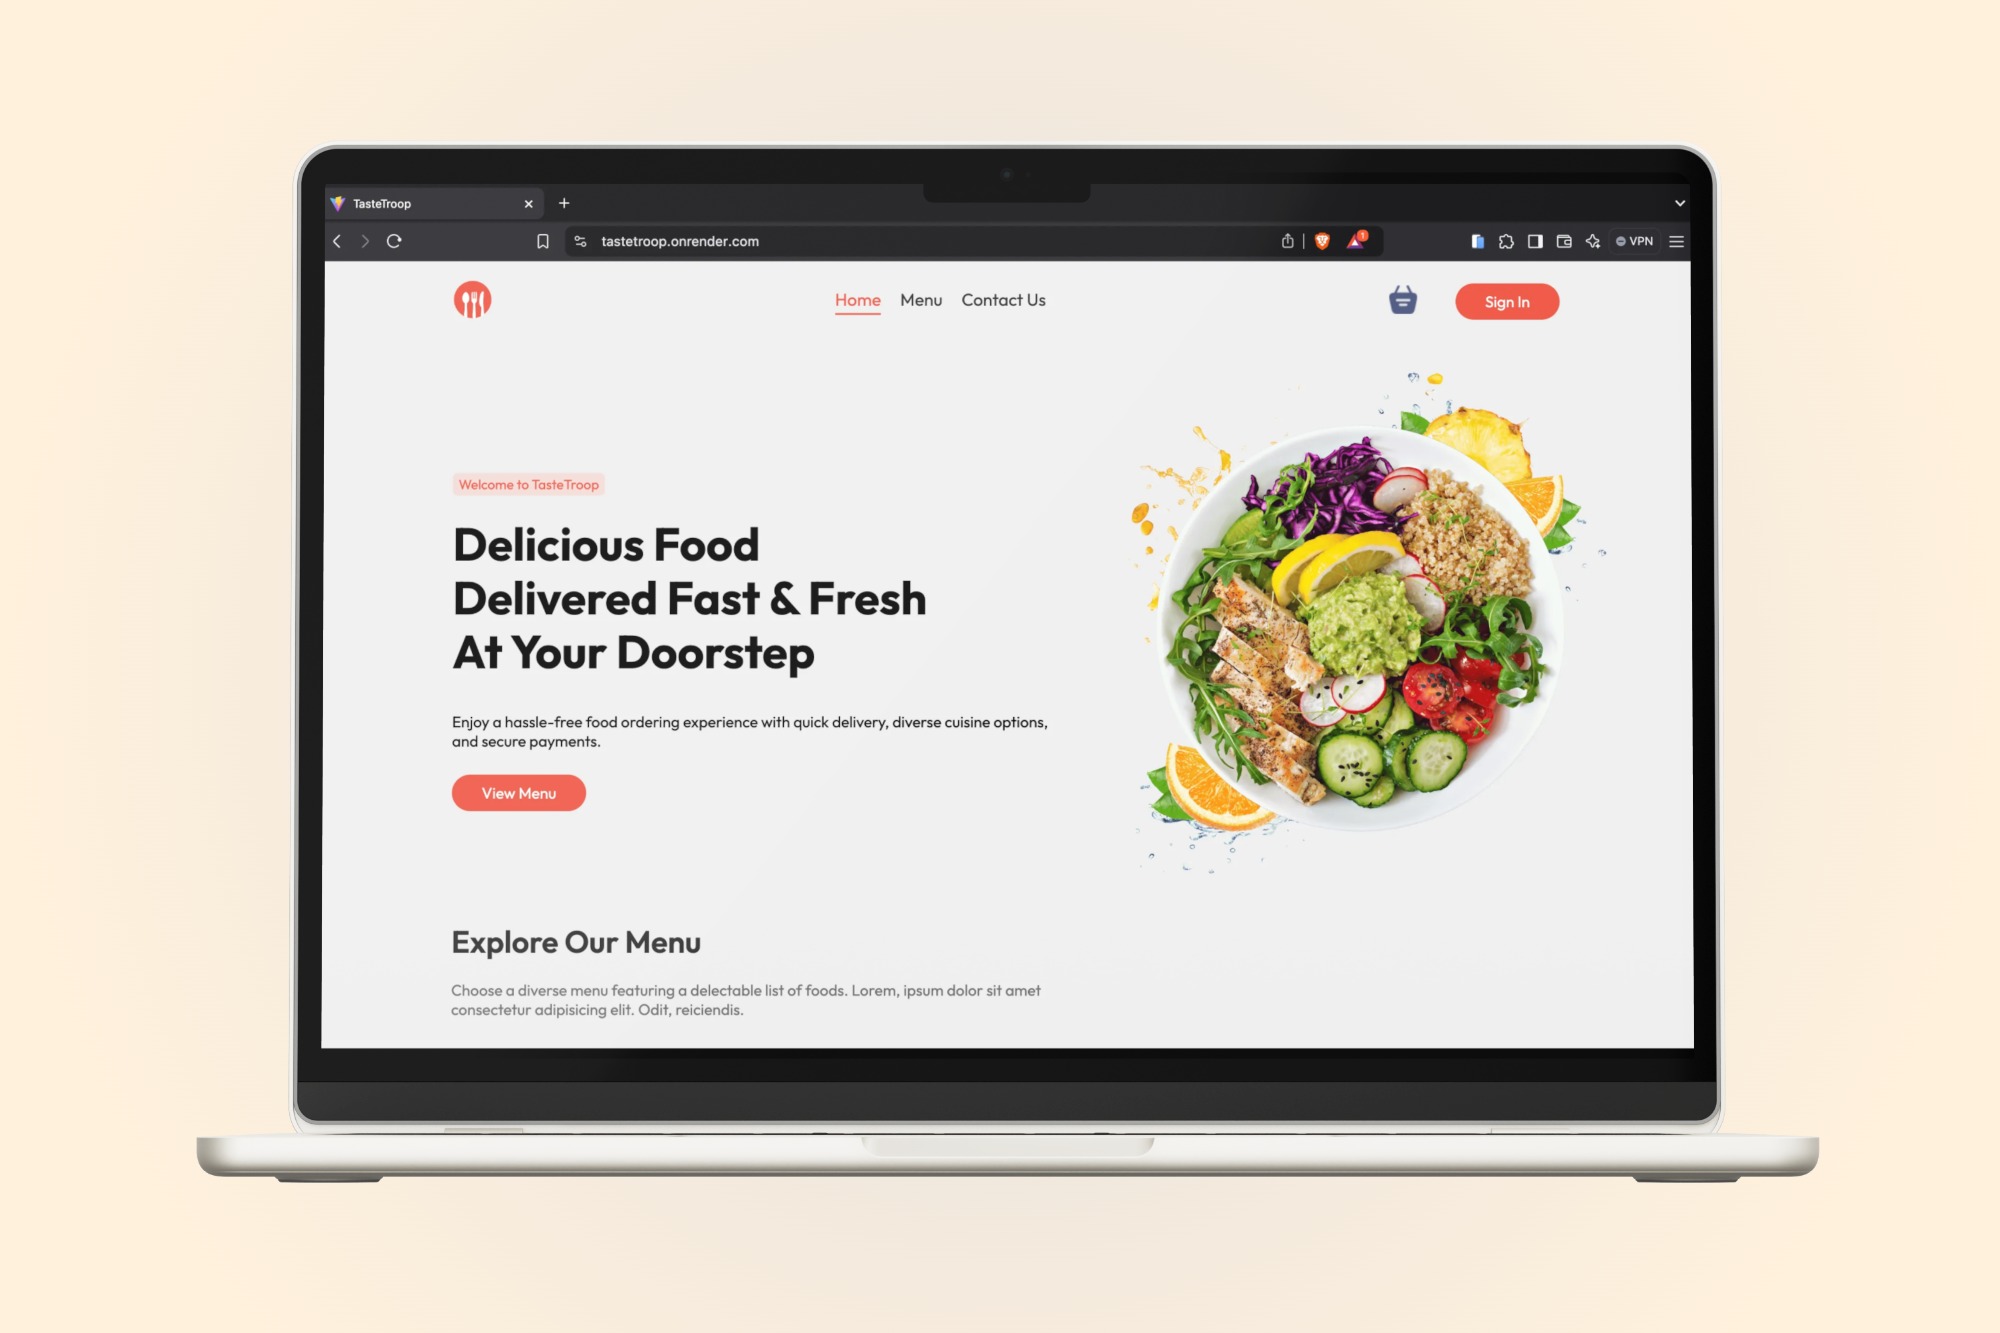 TasteTroop
tastetroop.onrender.com
1
VPN
Home Menu Contact Us
Sign In
Welcome to TasteTroop
Delicious Food
Delivered Fast & Fresh
At Your Doorstep
Enjoy a hassle-free food ordering experience with quick delivery, diverse cuisine options,
and secure payments.
View Menu
Explore Our Menu
Choose a diverse menu featuring a delectable list of foods. Lorem, ipsum dolor sit amet
consectetur adipisicing elit. Odit, reiciendis.